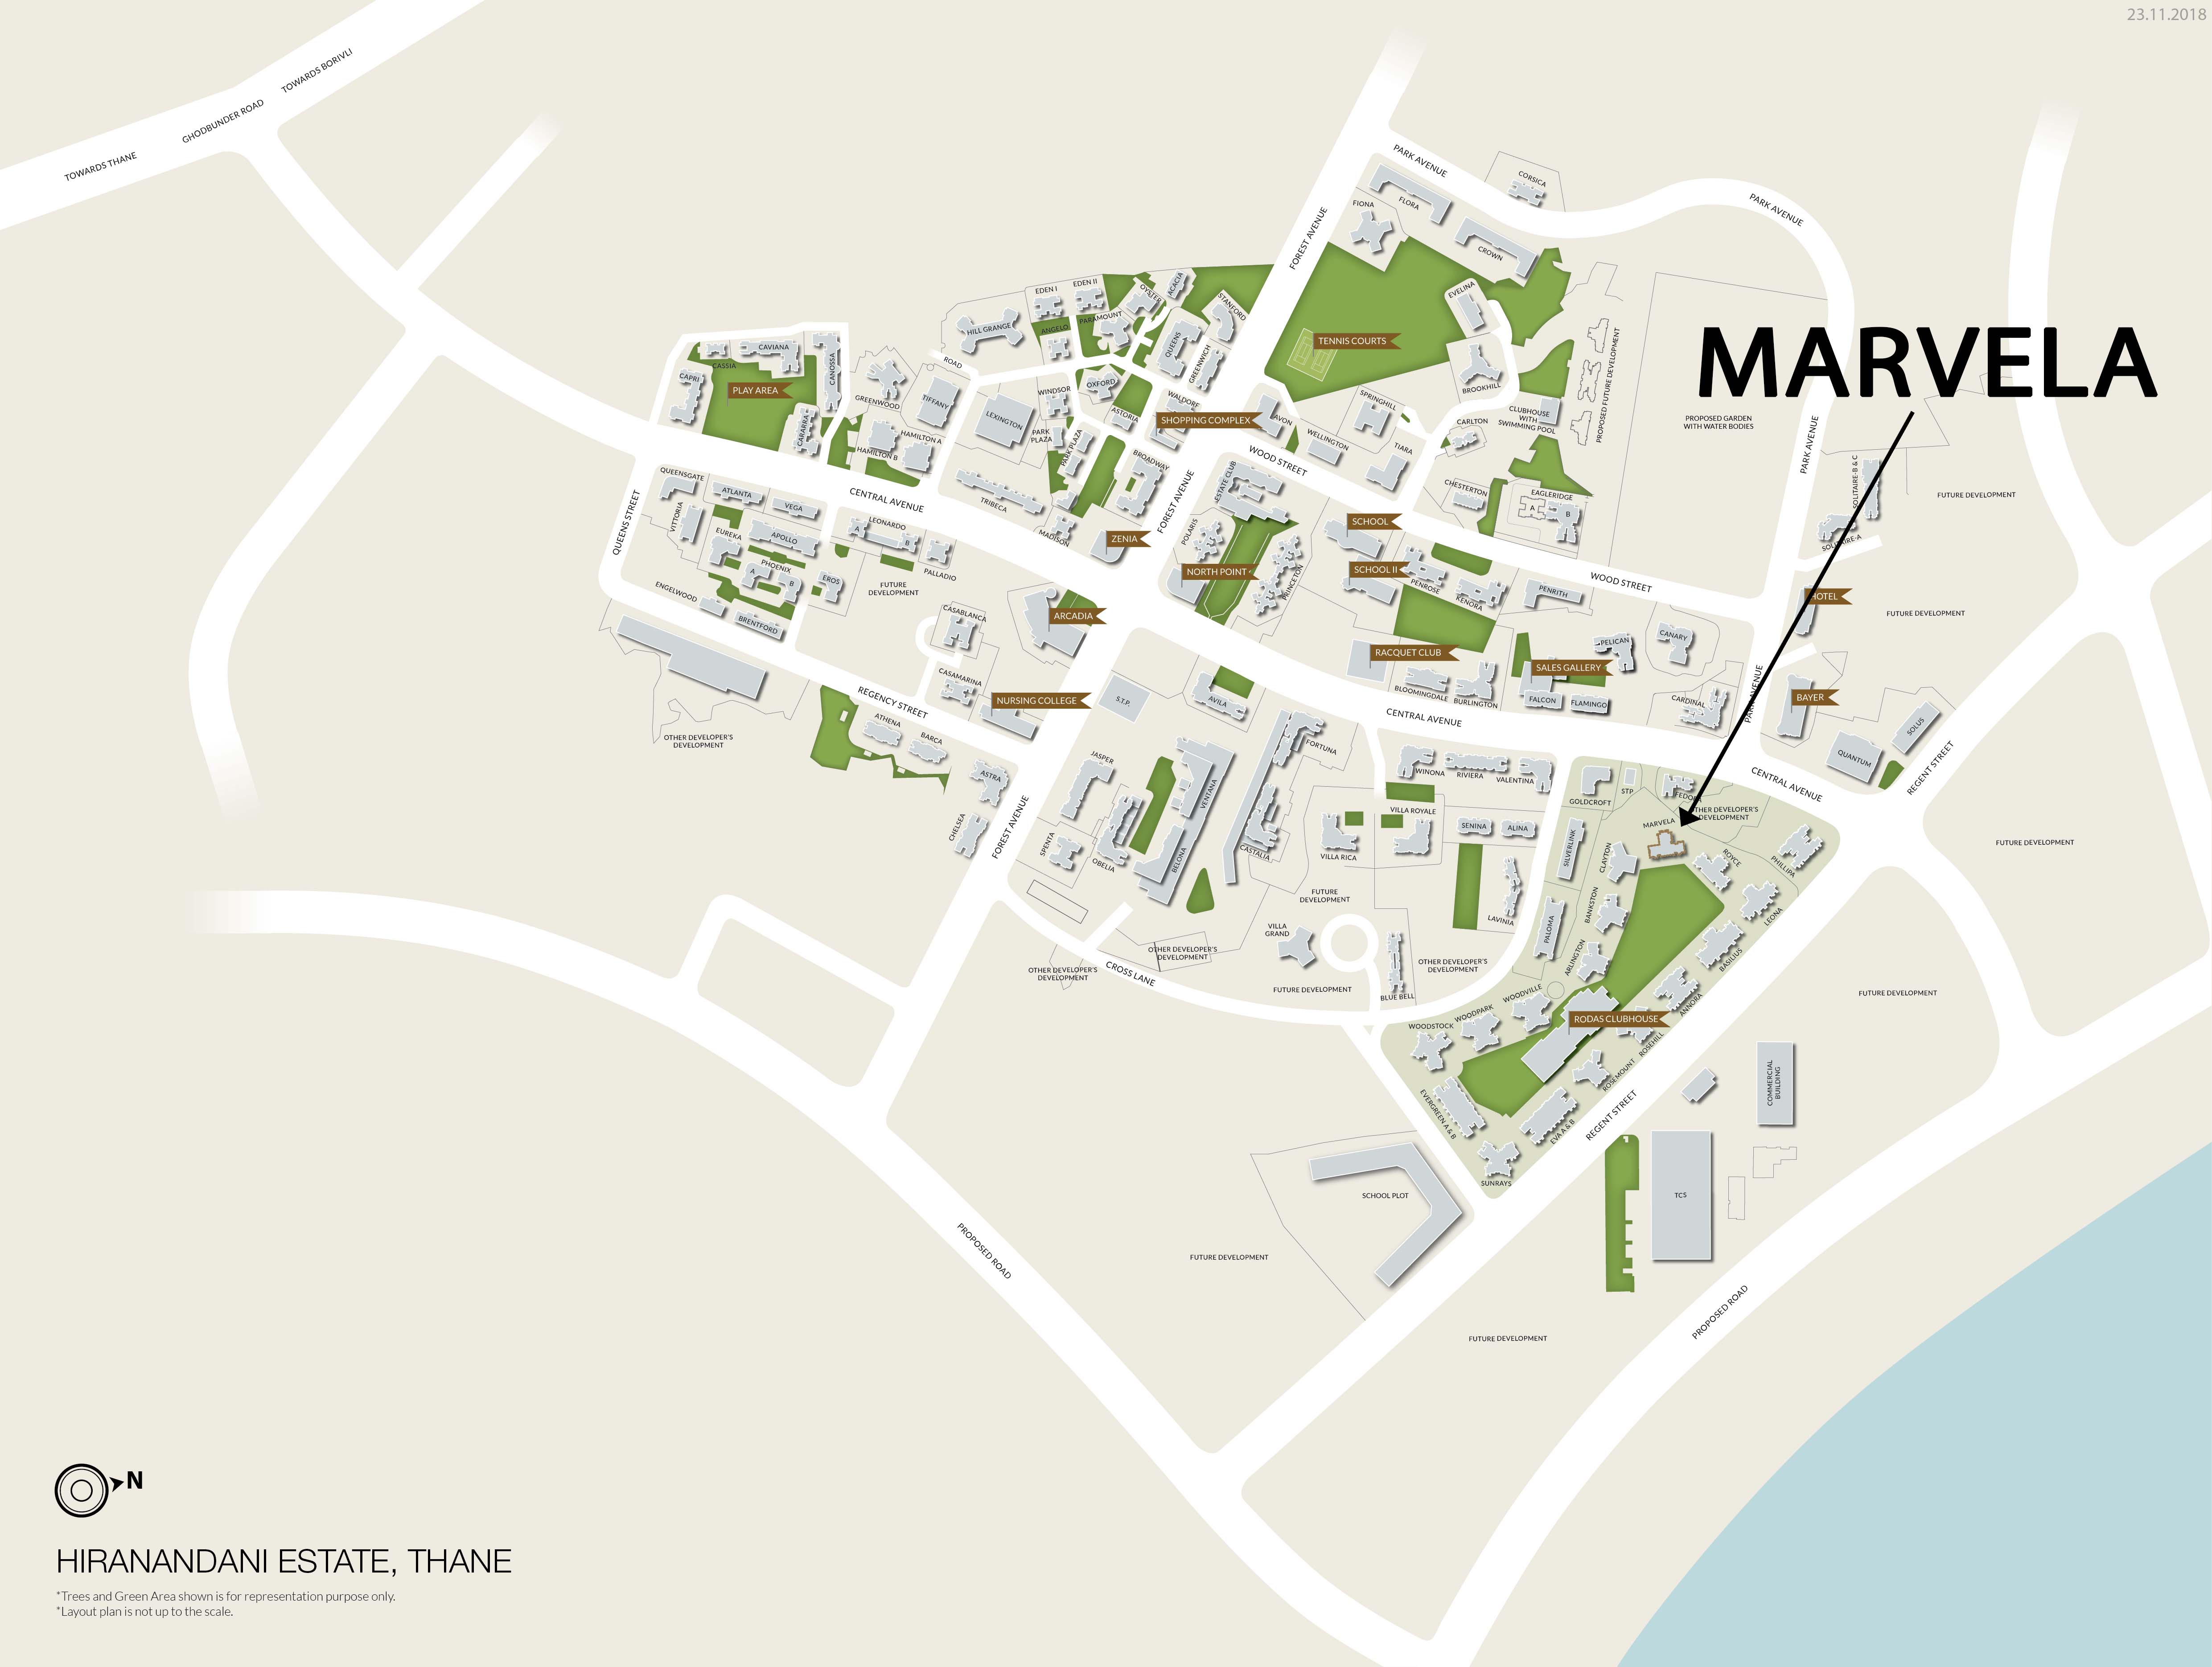 23.11.2018
TOWARDS BORIVLI
GHODBUNDER ROAD
TOWARDS THANE
PARK AVENUE
CORSICA
PARK AVENUE
FLORA
FIONA
CROWN
FOREST AVENUE
EVELINA
TENNIS COURTS
BROOKHILL
PROPOSED FUTURE DEVELOPMENT
MARVELA
PROPOSED GARDEN
WITH WATER BODIES
PARK AVENUE
EDEN I
EDEN II
OYSTER
ACACIA
STANFORD
HILL GRANGE
ANGELO
PARAMOUNT
QUEENS
GREENWICH
ROAD
CAVIANA
CASSIA
CANOSSA
CAPRI
PLAY AREA
CARARRA
GREENWOOD
TIFFANY
LEXINGTON
WINDSOR
OXFORD
ASTORIA
WALDORF
SHOPPING COMPLEX
AVON
SPRINGHILL
WELLINGTON
TIARA
CARLTON
CLUBHOUSE
WITH
SWIMMING POOL
HAMILTON A
HAMILTON B
PARK
PLAZA
PARK PLAZA
BROADWAY
WOOD STREET
CHESTERTON
EAGLERIDGE
A
B
SOLITAIRE-B & C
SOLITAIRE-A
FUTURE DEVELOPMENT
QUEENSGATE
ATLANTA
VEGA
CENTRAL AVENUE
TRIBECA
MADISON
ZENIA
FOREST AVENUE
ESTATE CLUB
POLARIS
NORTH POINT
PRINCETON
SCHOOL
SCHOOL II
PENROSE
KENORA
PENRITH
WOOD STREET
HOTEL
FUTURE DEVELOPMENT
QUEENS STREET
VITTORIA
EUREKA
APOLLO
LEONARDO
A
B
PALLADIO
PHOENIX
A
B
EROS
FUTURE
DEVELOPMENT
ENGELWOOD
BRENTFORD
CASABLANCA
ARCADIA
RACQUET CLUB
SALES GALLERY
PELICAN
CANARY
CASAMARINA
NURSING COLLEGE
S.T.P.
AVILA
BLOOMINGDALE
BURLINGTON
FALCON
FLAMINGO
CARDINAL
PARK AVENUE
BAYER
SOLUS
QUANTUM
REGENT STREET
REGENCY STREET
OTHER DEVELOPER'S
DEVELOPMENT
ATHENA
BARCA
ASTRA
CHELSEA
FOREST AVENUE
JASPER
SPENTA
OBELIA
VENTANA
BELONA
FORTUNA
CASTALIA
CENTRAL AVENUE
WINONA
RIVIERA
VALENTINA
GOLDCROFT
STP
FEDORA
CENTRAL AVENUE
OTHER DEVELOPER'S
DEVELOPMENT
MARVELA
VILLA ROYALE
VILLA RICA
SENINA
ALINA
SILVERLINK
CLAYTON
ROYCE
PHILLIPA
FUTURE DEVELOPMENT
FUTURE
DEVELOPMENT
LAVINIA
PALOMA
BANKSTON
LEONA
VILLA
GRAND
ARLINGTON
BASILIUS
OTHER DEVELOPER'S
DEVELOPMENT
OTHER DEVELOPER'S
DEVELOPMENT
CROSS LANE
FUTURE DEVELOPMENT
BLUE BELL
OTHER DEVELOPER'S
DEVELOPMENT
WOODVILLE
WOODPARK
WOODSTOCK
ANNORA
RODAS CLUBHOUSE
ROSEHILL
ROSEMOUNT
FUTURE DEVELOPMENT
COMMERCIAL
BUILDING
EVERGREEN A & B
EVA A & B
REGENT STREET
SUNRAYS
SCHOOL PLOT
TCS
FUTURE DEVELOPMENT
PROPOSED ROAD
PROPOSED ROAD
FUTURE DEVELOPMENT
N
HIRANANDANI ESTATE, THANE
*Trees and Green Area shown is for representation purpose only.
*Layout plan is not up to the scale.